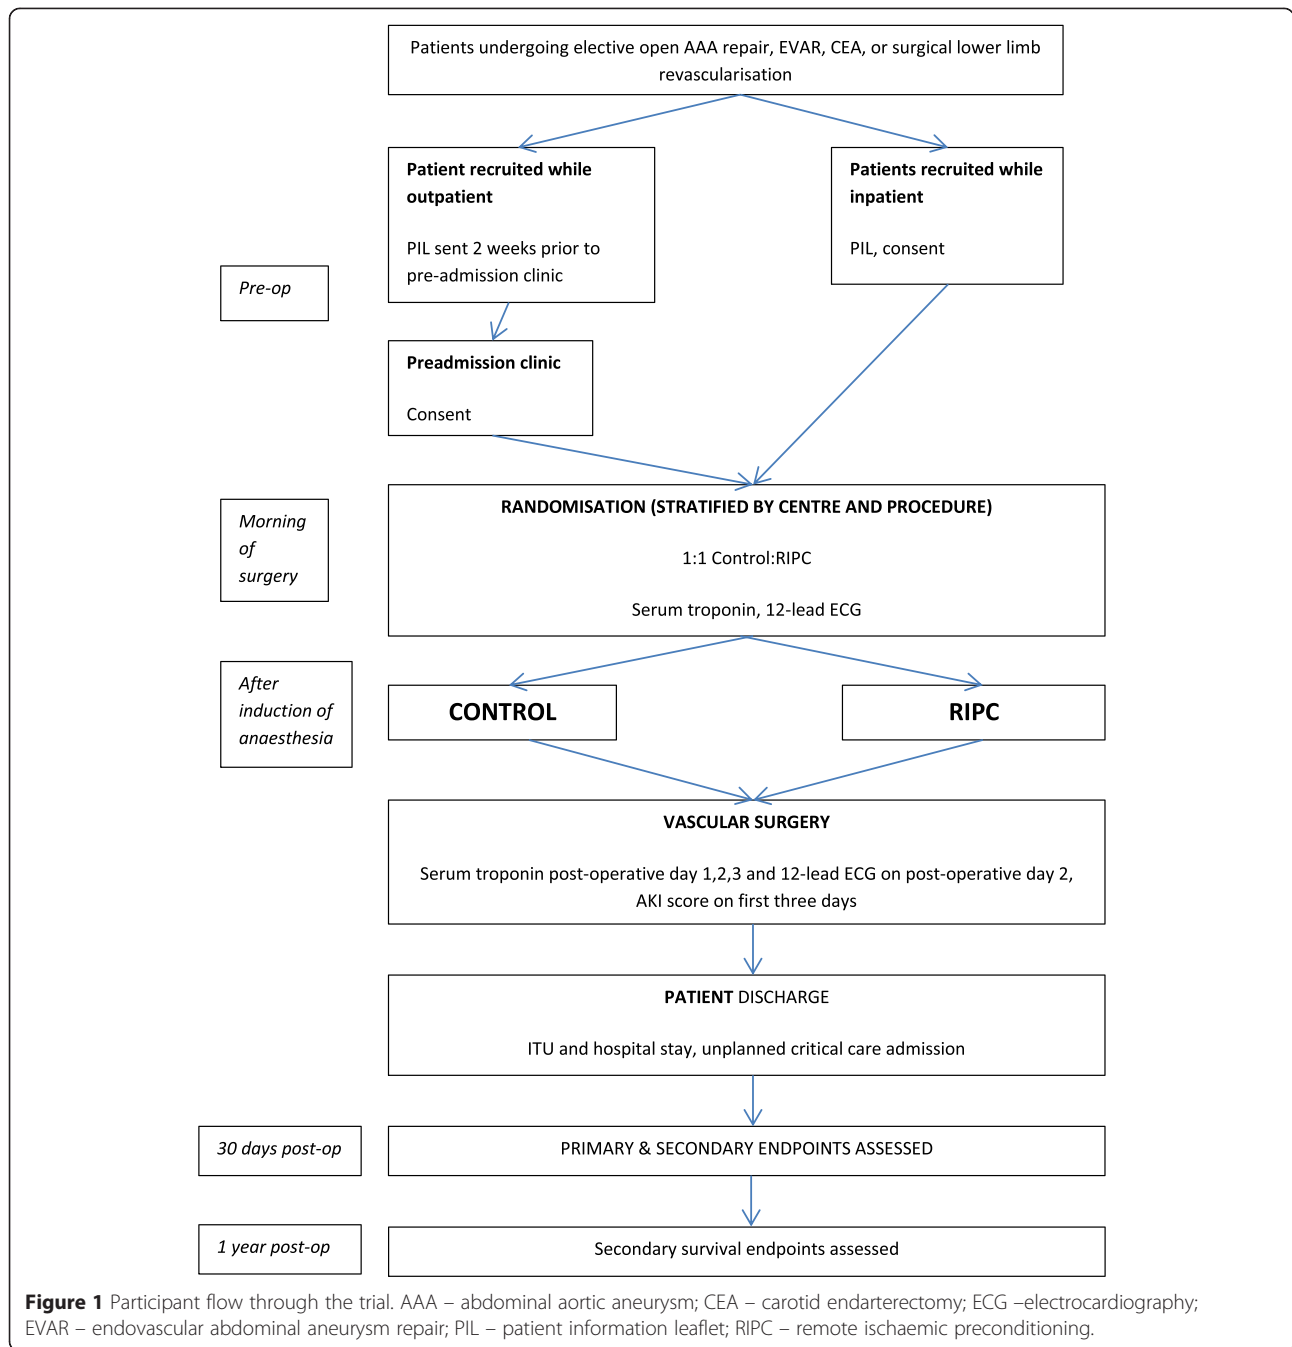 Patients undergoing elective open AAA repair, EVAR, CEA, or surgical lower limb
revascularisation
Patient recruited while
outpatient
PIL sent 2 weeks prior to
pre-admission clinic
Patients recruited while
inpatient
PIL, consent
Pre-op
Preadmission clinic
Consent
Morning
of
surgery
RANDOMISATION (STRATIFIED BY CENTRE AND PROCEDURE)
1:1 Control:RIPC
Serum troponin, 12-lead ECG
After
induction of
anaesthesia
CONTROL
RIPC
VASCULAR SURGERY
Serum troponin post-operative day 1,2,3 and 12-lead ECG on post-operative day 2,
AKI score on first three days
PATIENT DISCHARGE
ITU and hospital stay, unplanned critical care admission
30 days post-op
PRIMARY & SECONDARY ENDPOINTS ASSESSED
1 year post-op
Secondary survival endpoints assessed
Figure 1 Participant flow through the trial. AAA – abdominal aortic aneurysm; CEA – carotid endarterectomy; ECG –electrocardiography;
EVAR – endovascular abdominal aneurysm repair; PIL – patient information leaflet; RIPC – remote ischaemic preconditioning.